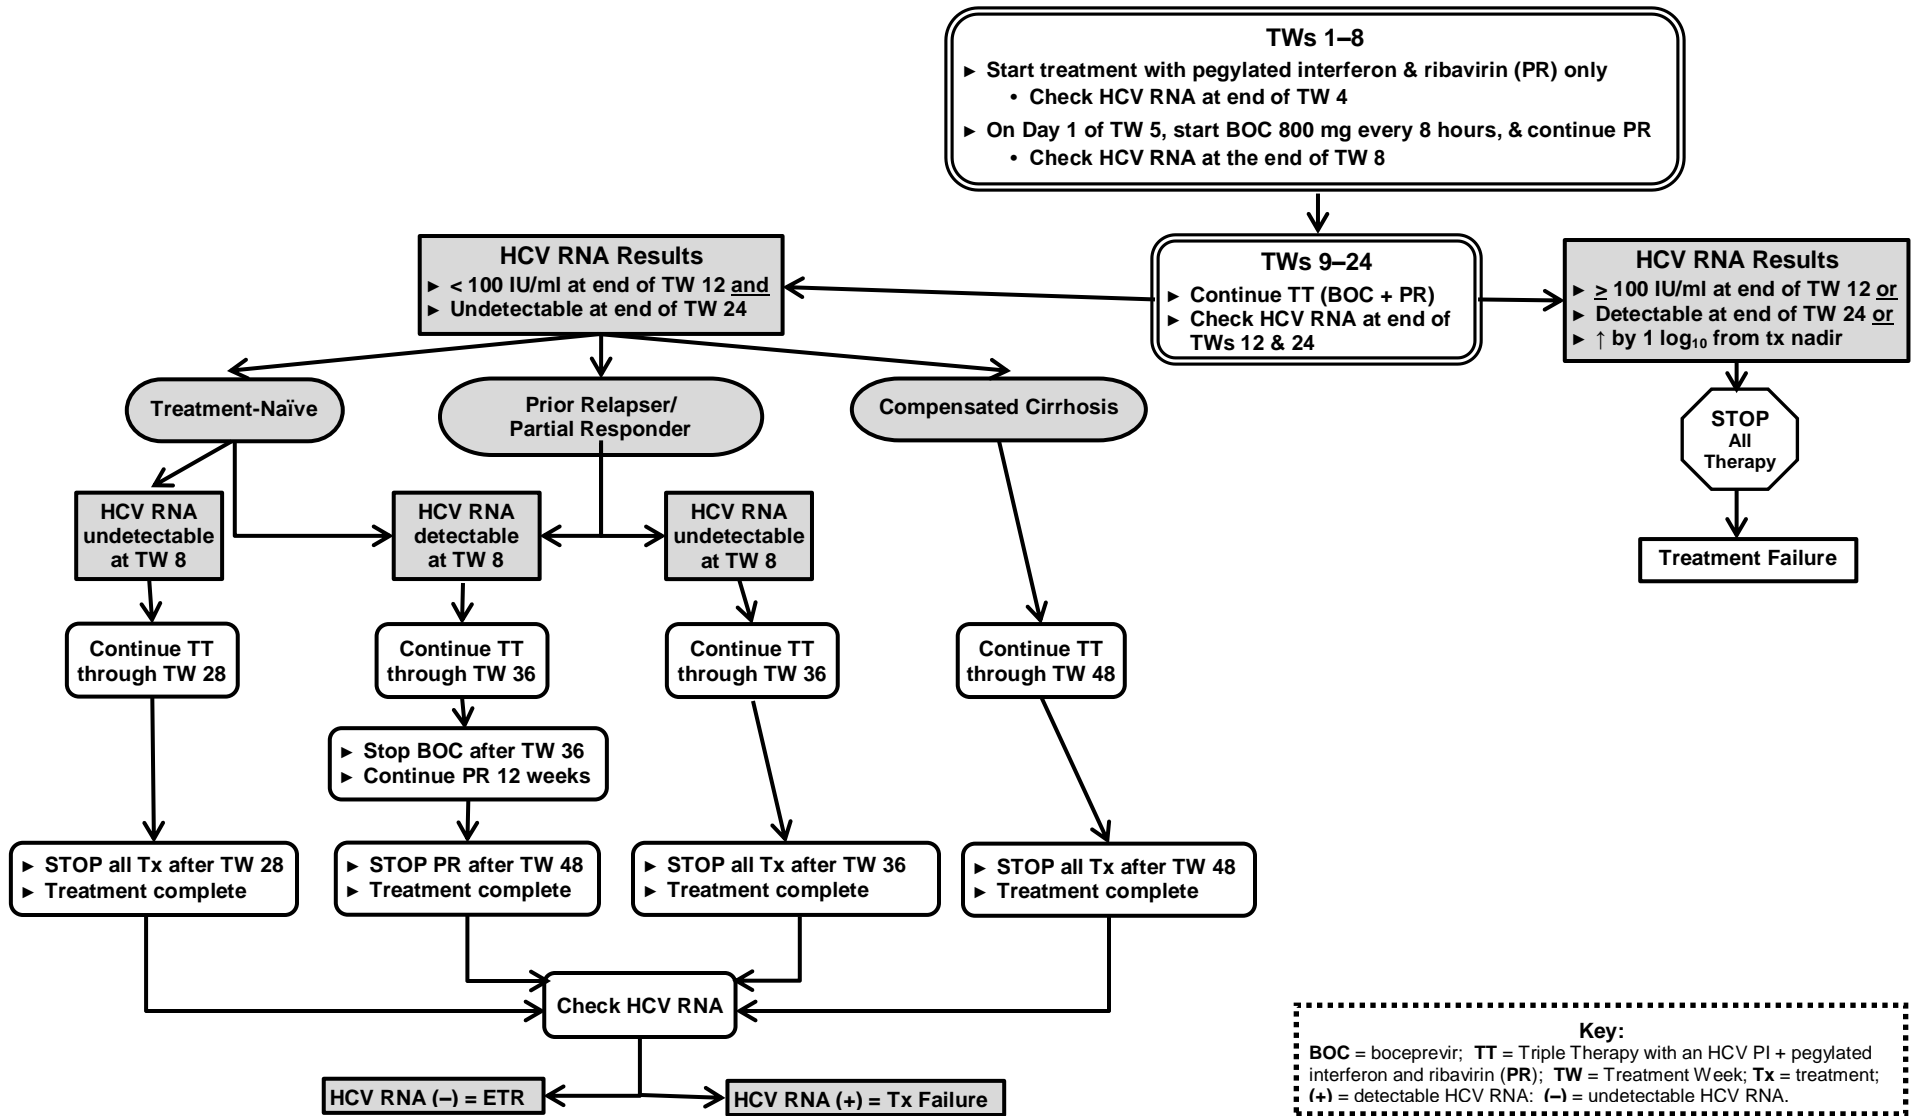 TWs 1–8
► Start treatment with pegylated interferon & ribavirin (PR) only
• Check HCV RNA at end of TW 4
► On Day 1 of TW 5, start BOC 800 mg every 8 hours, & continue PR
• Check HCV RNA at the end of TW 8
HCV RNA Results
► < 100 IU/ml at end of TW 12 and
► Undetectable at end of TW 24
TWs 9–24
► Continue TT (BOC + PR)
► Check HCV RNA at end of
TWs 12 & 24
HCV RNA Results
► ≥ 100 IU/ml at end of TW 12 or
► Detectable at end of TW 24 or
► ↑ by 1 log₁₀ from tx nadir
Treatment-Naïve
Prior Relapser/
Partial Responder
Compensated Cirrhosis
STOP
All
Therapy
Treatment Failure
HCV RNA
undetectable
at TW 8
HCV RNA
detectable
at TW 8
HCV RNA
undetectable
at TW 8
Continue TT
through TW 28
Continue TT
through TW 36
Continue TT
through TW 36
Continue TT
through TW 48
► Stop BOC after TW 36
► Continue PR 12 weeks
► STOP all Tx after TW 28
► Treatment complete
► STOP PR after TW 48
► Treatment complete
► STOP all Tx after TW 36
► Treatment complete
► STOP all Tx after TW 48
► Treatment complete
Check HCV RNA
HCV RNA (–) = ETR
HCV RNA (+) = Tx Failure
Key:
BOC = boceprevir; TT = Triple Therapy with an HCV PI + pegylated
interferon and ribavirin (PR); TW = Treatment Week; Tx = treatment;
(+) = detectable HCV RNA; (–) = undetectable HCV RNA.